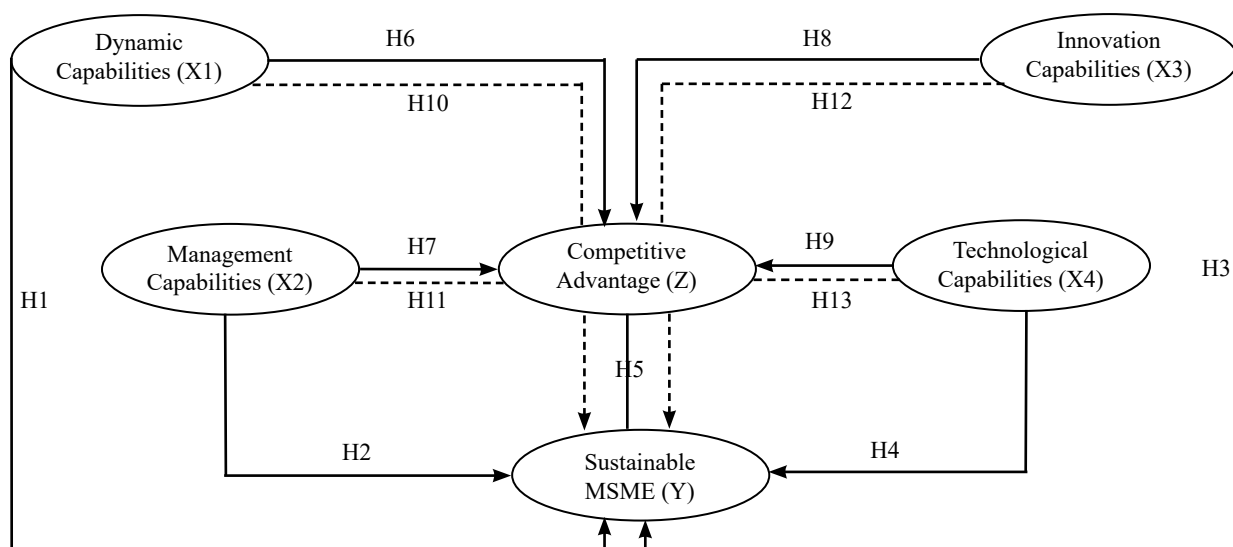 Dynamic
Capabilities (X1)
H6
H8
Innovation
Capabilities (X3)
H10
H12
Management
Capabilities (X2)
H7
Competitive
Advantage (Z)
H9
Technological
Capabilities (X4)
H3
H1
H11
H13
H5
H2
H4
Sustainable
MSME (Y)